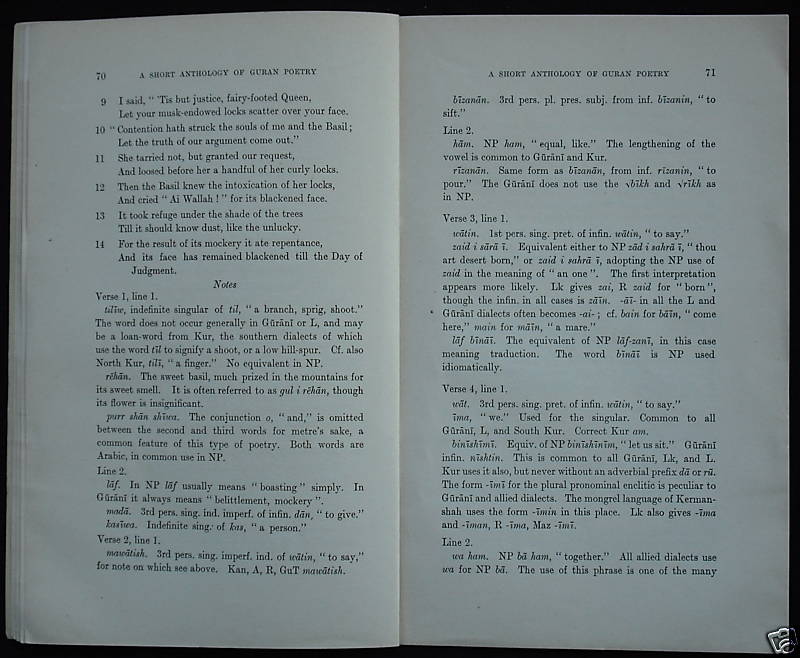 70 A SHORT ANTHOLOGY OF GURAN POETRY
9 I said, " 'Tis but justice, fairy-footed Queen,
Let your musk-endowed locks scatter over your face.
10 " Contention hath struck the souls of me and the Basil ;
Let the truth of our argument come out."
11 She tarried not, but granted our request,
And loosed before her a handful of her curly locks.
12 Then the Basil knew the intoxication of her locks,
And cried " Ai Wallah ! " for its blackened face.
13 It took refuge under the shade of the trees
Till it should know dust, like the unlucky.
14 For the result of its mockery it ate repentance,
And its face has remained blackened till the Day of
Judgment.
Notes
Verse 1, line 1.
tilīw, indefinite singular of til, " a branch, sprig, shoot."
The word does not occur generally in Gūrānī or L, and may
be a loan-word from Kur, the southern dialects of which
use the word til to signify a shoot, or a low hill-spur. Cf. also
North Kur, tilī, " a finger." No equivalent in NP.
rēhān. The sweet basil, much prized in the mountains for
its sweet smell. It is often referred to as gul i rēhān, though
its flower is insignificant.
purr shān shīwa. The conjunction o, " and," is omitted
between the second and third words for metre's sake, a
common feature of this type of poetry. Both words are
Arabic, in common use in NP.
Line 2.
lāf. In NP lāf usually means " boasting " simply. In
Gūrānī it always means " belittlement, mockery ".
madā. 3rd pers. sing. ind. imperf. of infin. dān, " to give."
kasīwa. Indefinite sing. of kas, " a person."
Verse 2, line 1.
mawātish. 3rd pers. sing. imperf. ind. of wātin, " to say,"
for note on which see above. Kan, A, R, GuT mawātish.
A SHORT ANTHOLOGY OF GURAN POETRY 71
bīzanān. 3rd pers. pl. pres. subj. from inf. bīzanin, " to
sift."
Line 2.
hām. NP ham, " equal, like." The lengthening of the
vowel is common to Gūrānī and Kur.
rīzanān. Same form as bīzanān, from inf. rīzanin, " to
pour." The Gūrānī does not use the √bīkh and √rīkh as
in NP.
Verse 3, line 1.
wātin. 1st pers. sing. pret. of infin. wātin, " to say."
zaid i sārā ī. Equivalent either to NP zād i sahrā ī, " thou
art desert born," or zaid i sahrā ī, adopting the NP use of
zaid in the meaning of " an one ". The first interpretation
appears more likely. Lk gives zai, R zaid for " born ",
though the infin. in all cases is zāīn. -āī- in all the L and
Gūrānī dialects often becomes -ai- ; cf. bain for bāīn, " come
here," main for māīn, " a mare."
lāf bīnāī. The equivalent of NP lāf-zanī, in this case
meaning traduction. The word bīnāī is NP used
idiomatically.
Verse 4, line 1.
wāt. 3rd pers. sing. pret. of infin. wātin, " to say."
īma, " we." Used for the singular. Common to all
Gūrānī, L, and South Kur. Correct Kur am.
binīshīmī. Equiv. of NP binīshīnīm, " let us sit." Gūrānī
infin. nīshtin. This is common to all Gūrānī, Lk, and L.
Kur uses it also, but never without an adverbial prefix dā or rū.
The form -īmī for the plural pronominal enclitic is peculiar to
Gūrānī and allied dialects. The mongrel language of Kerman-
shah uses the form -īmin in this place. Lk also gives -īma
and -īman, R -īma, Maz -īmī.
Line 2.
wa ham. NP bā ham, " together." All allied dialects use
wa for NP bā. The use of this phrase is one of the many